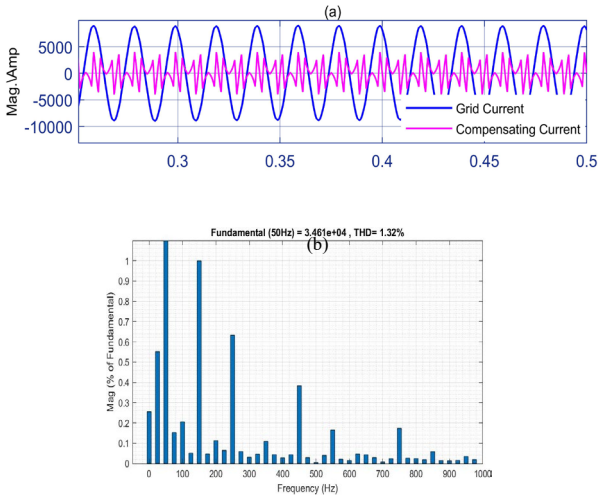 (a)
Mag.\Amp
5000
0
-5000
-10000
Grid Current
Compensating Current
0.3 0.35 0.4 0.45 0.5
Fundamental (50Hz) = 3.461e+04 , THD= 1.32%
(b)
Mag (% of Fundamental)
1
0.9
0.8
0.7
0.6
0.5
0.4
0.3
0.2
0.1
0
0 100 200 300 400 500 600 700 800 900 1000
Frequency (Hz)